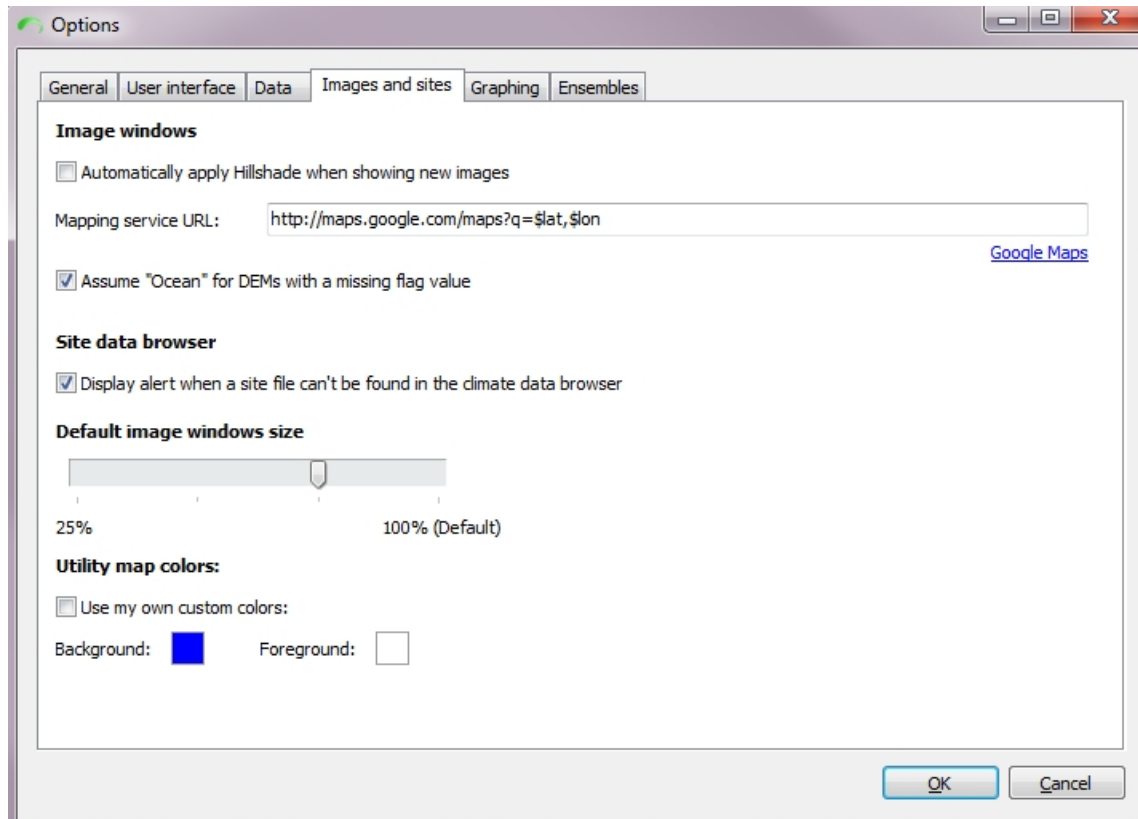 Options
General User interface Data Images and sites Graphing Ensembles
Image windows
Automatically apply Hillshade when showing new images
Mapping service URL: http://maps.google.com/maps?q=$lat,$lon
Google Maps
Assume "Ocean" for DEMs with a missing flag value
Site data browser
Display alert when a site file can't be found in the climate data browser
Default image windows size
25% 100% (Default)
Utility map colors:
Use my own custom colors:
Background: Foreground:
OK Cancel